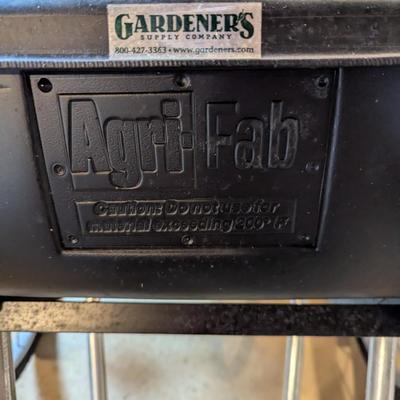 GARDENER'S
SUPPLY COMPANY
800-427-3363 • www.gardeners.com
Agri-Fab
Caution: Do not use for
material exceeding 200° F